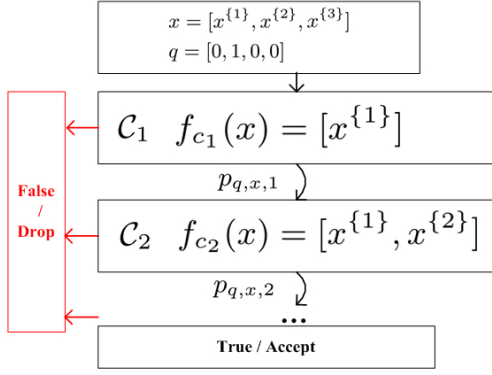 x = [x^{\{1\}}, x^{\{2\}}, x^{\{3\}}]
q = [0, 1, 0, 0]
C_1 f_{c_1}(x) = [x^{\{1\}}]
p_{q,x,1}
False
/
Drop
C_2 f_{c_2}(x) = [x^{\{1\}}, x^{\{2\}}]
p_{q,x,2}
...
True / Accept